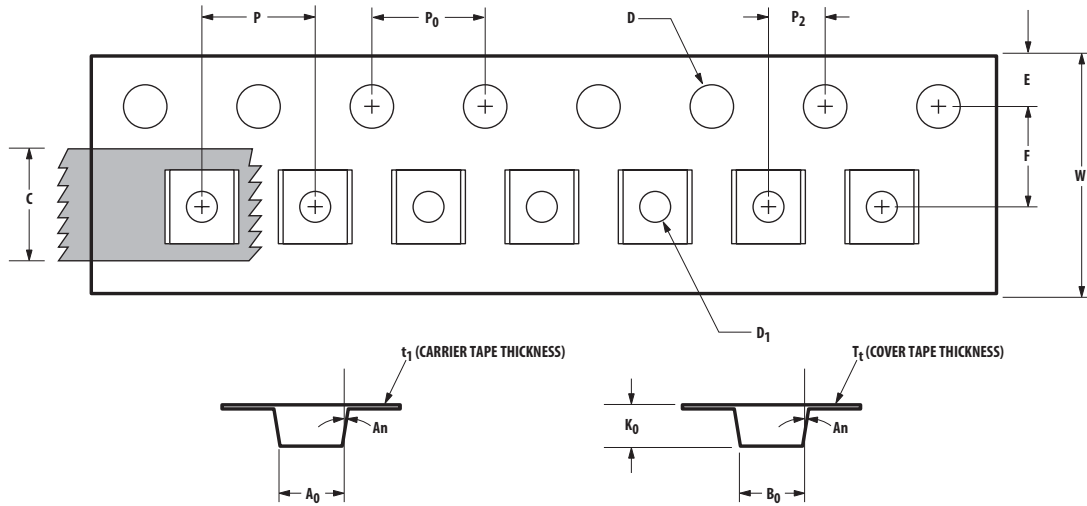 P
P0
D
P2
E
F
W
C
D1
t1 (CARRIER TAPE THICKNESS)
Tt (COVER TAPE THICKNESS)
An
K0
An
A0
B0